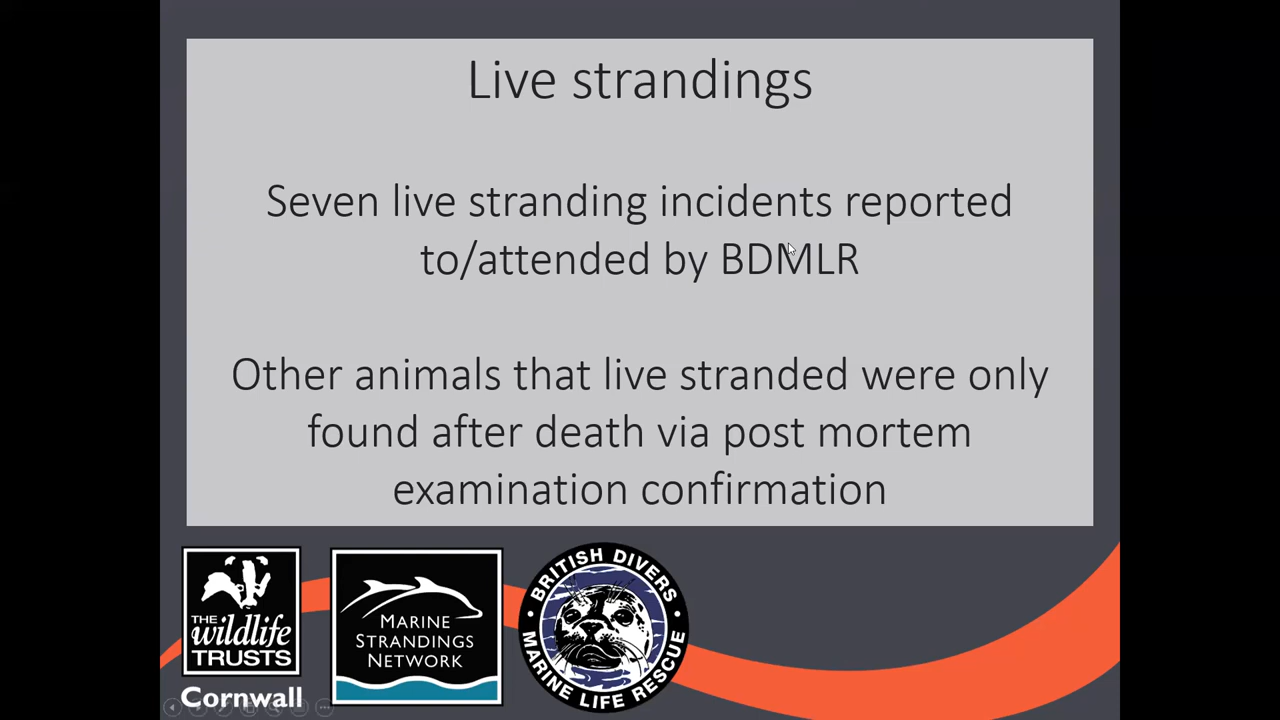 Live strandings
Seven live stranding incidents reported
to/attended by BDMLR
Other animals that live stranded were only
found after death via post mortem
examination confirmation
THE
wildlife
TRUSTS
Cornwall
MARINE
STRANDINGS
NETWORK
BRITISH DIVERS
MARINE LIFE RESCUE